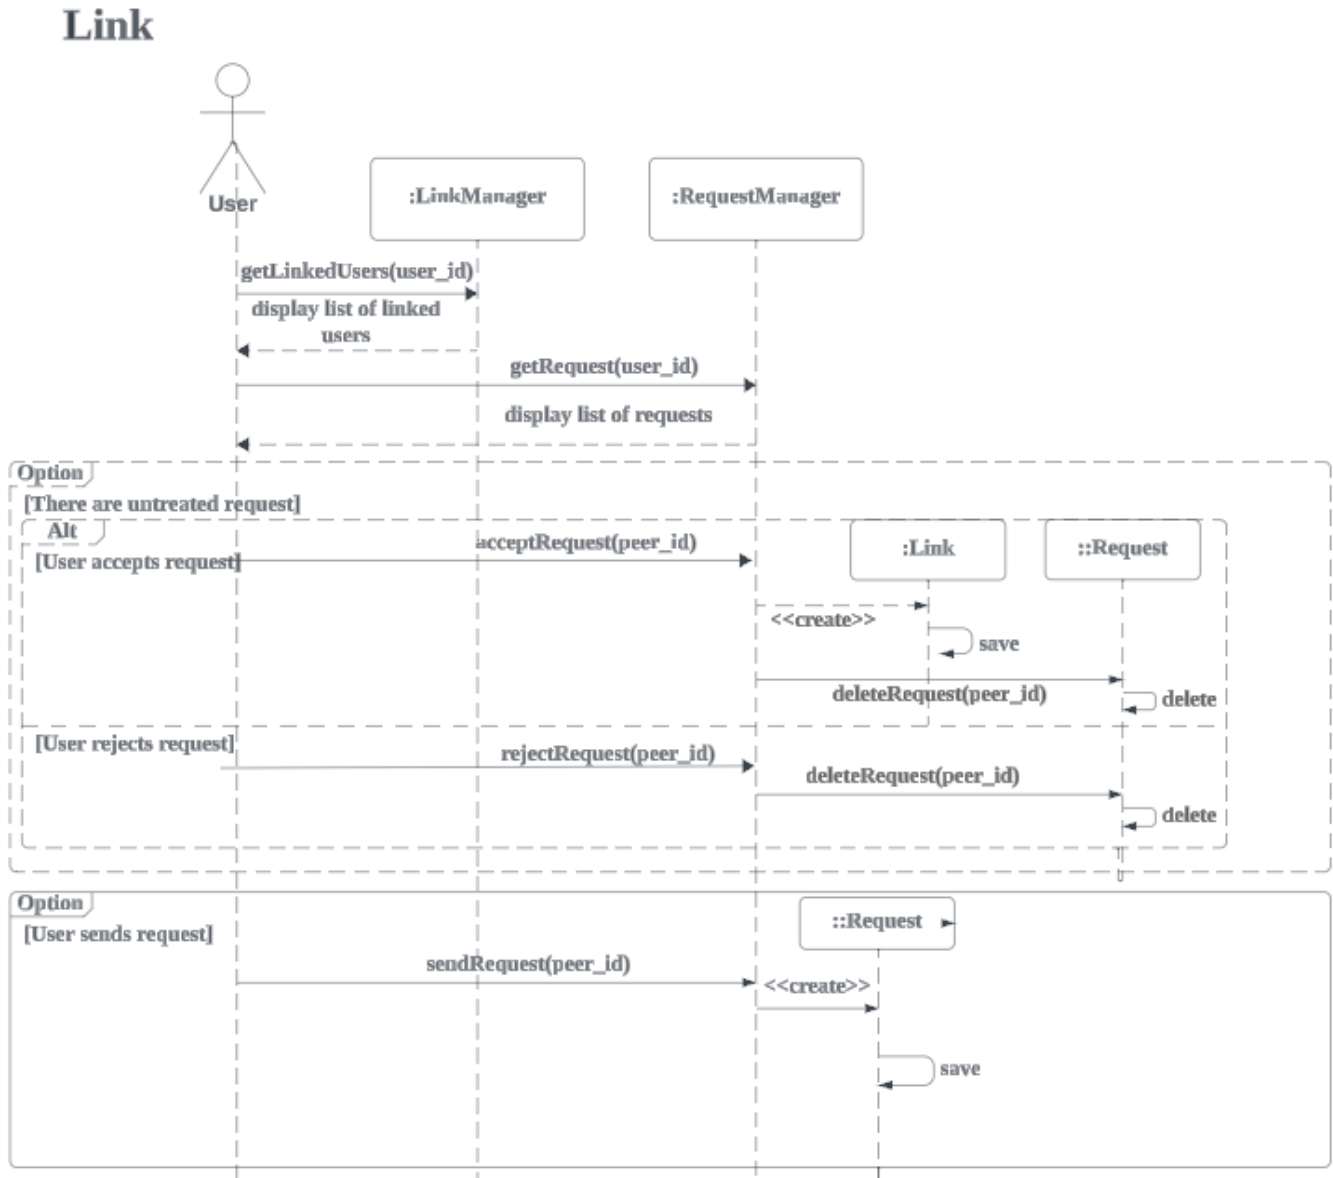 Link
User
:LinkManager
:RequestManager
getLinkedUsers(user_id)
display list of linked
users
getRequest(user_id)
display list of requests
Option
[There are untreated request]
Alt
[User accepts request]
acceptRequest(peer_id)
:Link
::Request
<<create>>
save
deleteRequest(peer_id)
delete
[User rejects request]
rejectRequest(peer_id)
deleteRequest(peer_id)
delete
Option
[User sends request]
::Request
sendRequest(peer_id)
<<create>>
save